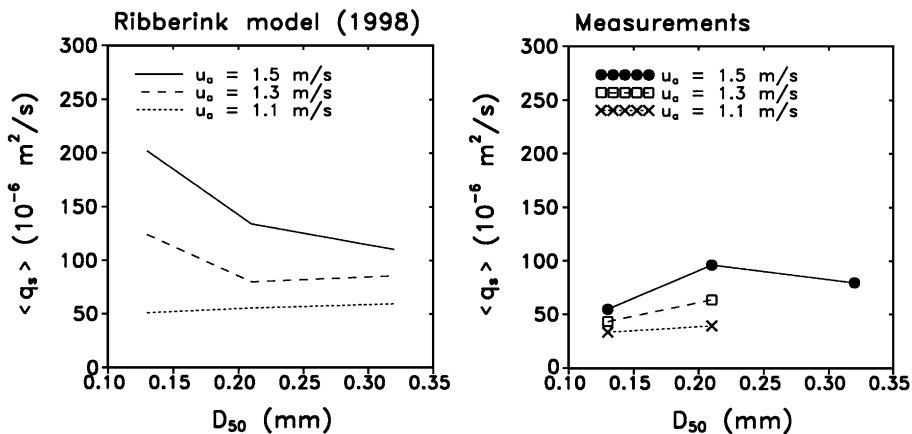 Ribberink model (1998)
300
250
200
150
100
50
0
0.10 0.15 0.20 0.25 0.30 0.35
<q_s> (10^-6 m^2/s)
D_50 (mm)
u_a = 1.5 m/s
u_a = 1.3 m/s
u_a = 1.1 m/s
Measurements
300
250
200
150
100
50
0
0.10 0.15 0.20 0.25 0.30 0.35
<q_s> (10^-6 m^2/s)
D_50 (mm)
u_a = 1.5 m/s
u_a = 1.3 m/s
u_a = 1.1 m/s